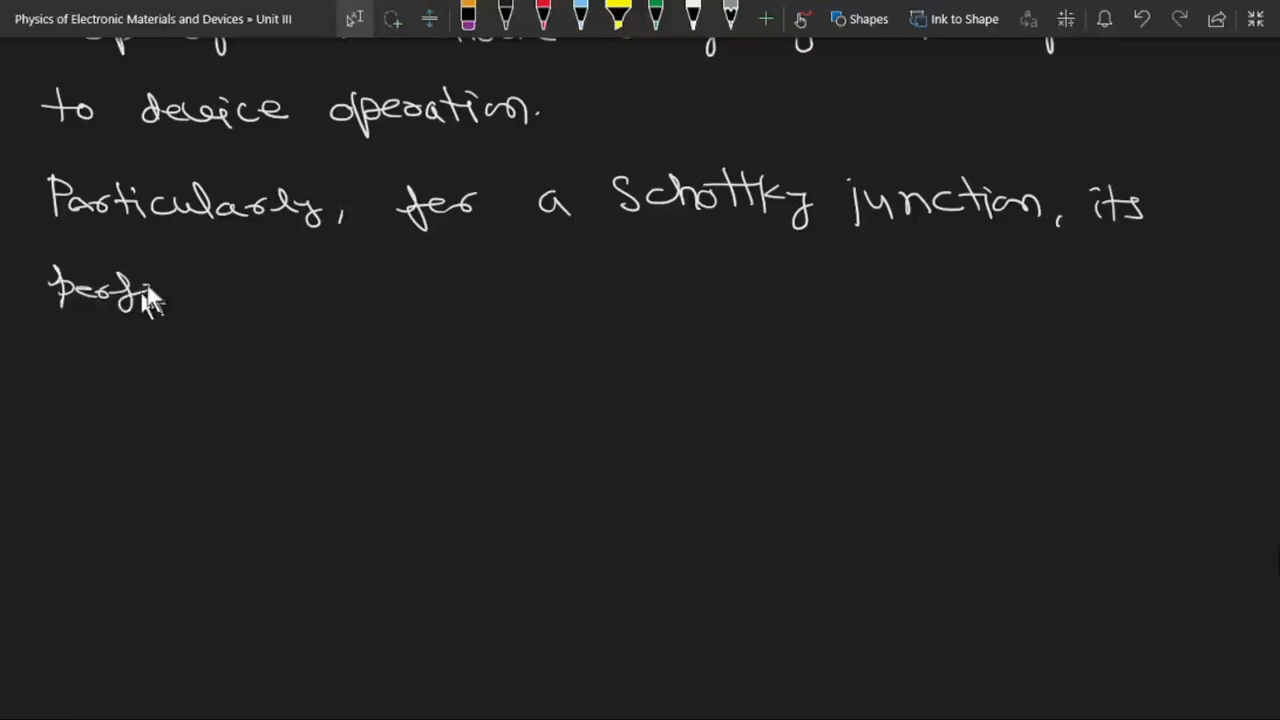 Physics of Electronic Materials and Devices » Unit III
Shapes
Ink to Shape
to device operation.
Particularly, for a Schottky junction, its